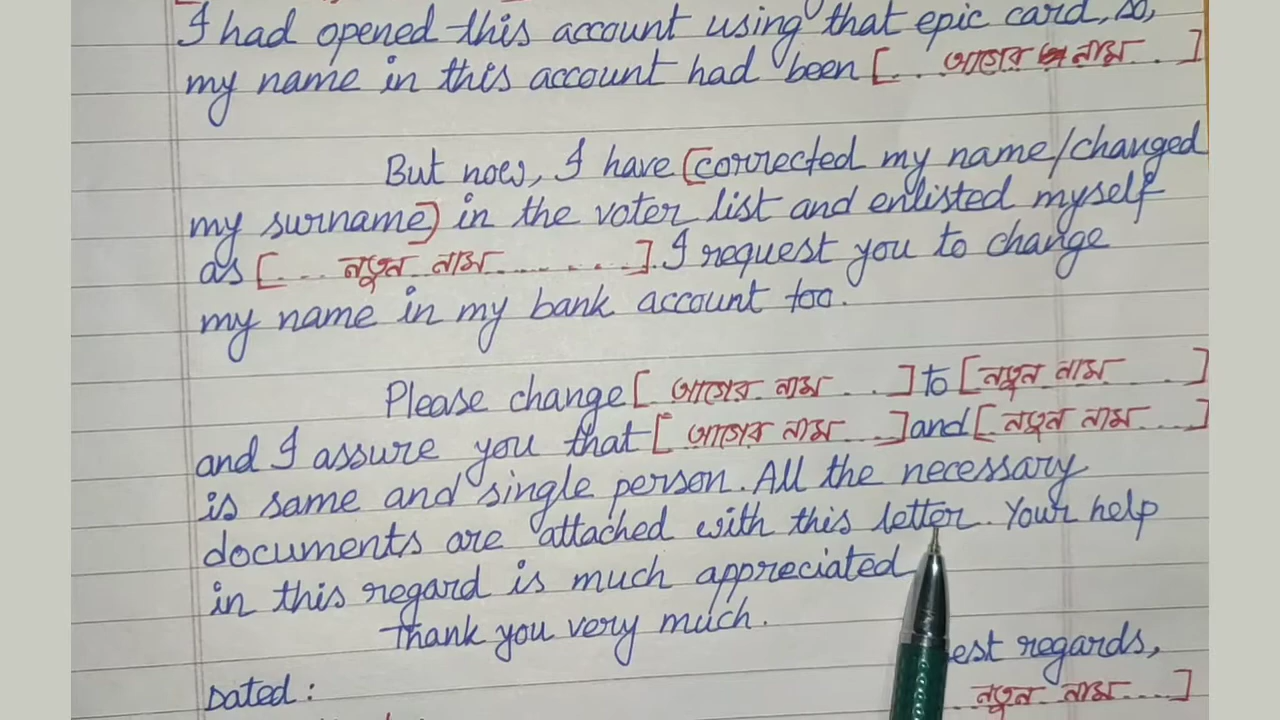 I had opened this account using that epic card, so,
my name in this account had been [.. আগের নাম ..]
But now, I have [corrected my name/changed
my surname] in the voter list and enlisted myself
as [... নতুন নাম .......]. I request you to change
my name in my bank account too.
Please change [ আগের নাম ...] to [নতুন নাম ....]
and I assure you that [ আগের নাম ...] and [ নতুন নাম ....]
is same and single person. All the necessary
documents are attached with this letter. Your help
in this regard is much appreciated
Thank you very much.
est regards,
Dated:
নতুন নাম ....]